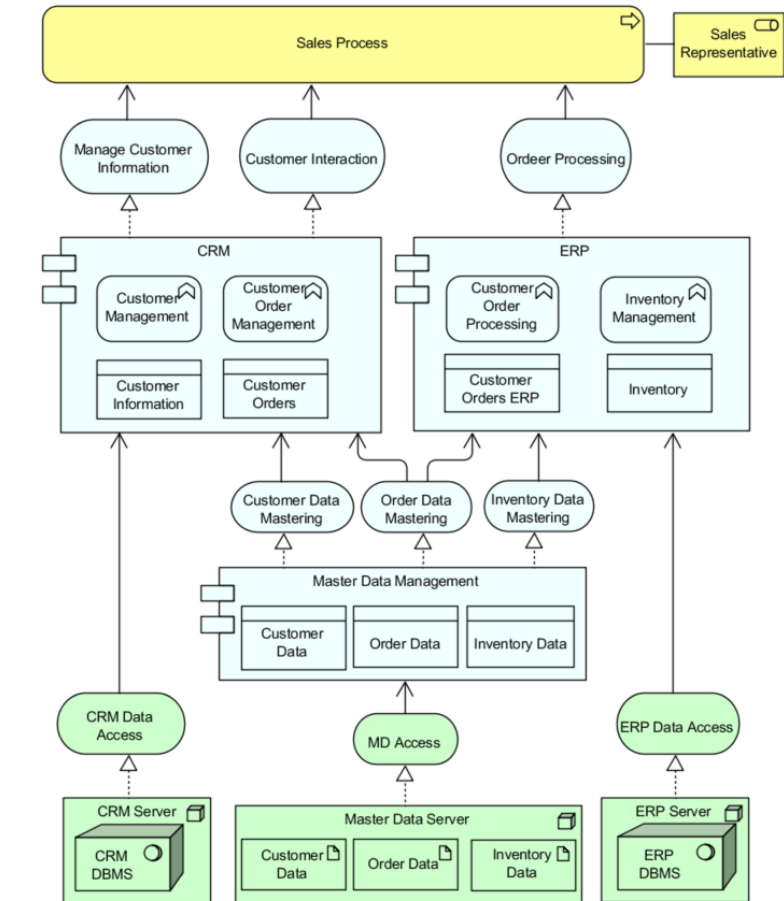 Sales Process
Sales
Representative
Manage Customer
Information
Customer Interaction
Ordeer Processing
CRM
Customer
Management
Customer
Order
Management
Customer
Information
Customer
Orders
ERP
Customer
Order
Processing
Inventory
Management
Customer
Orders ERP
Inventory
Customer Data
Mastering
Order Data
Mastering
Inventory Data
Mastering
Master Data Management
Customer
Data
Order Data
Inventory Data
CRM Data
Access
MD Access
ERP Data Access
CRM Server
CRM
DBMS
Master Data Server
Customer
Data
Order Data
Inventory
Data
ERP Server
ERP
DBMS